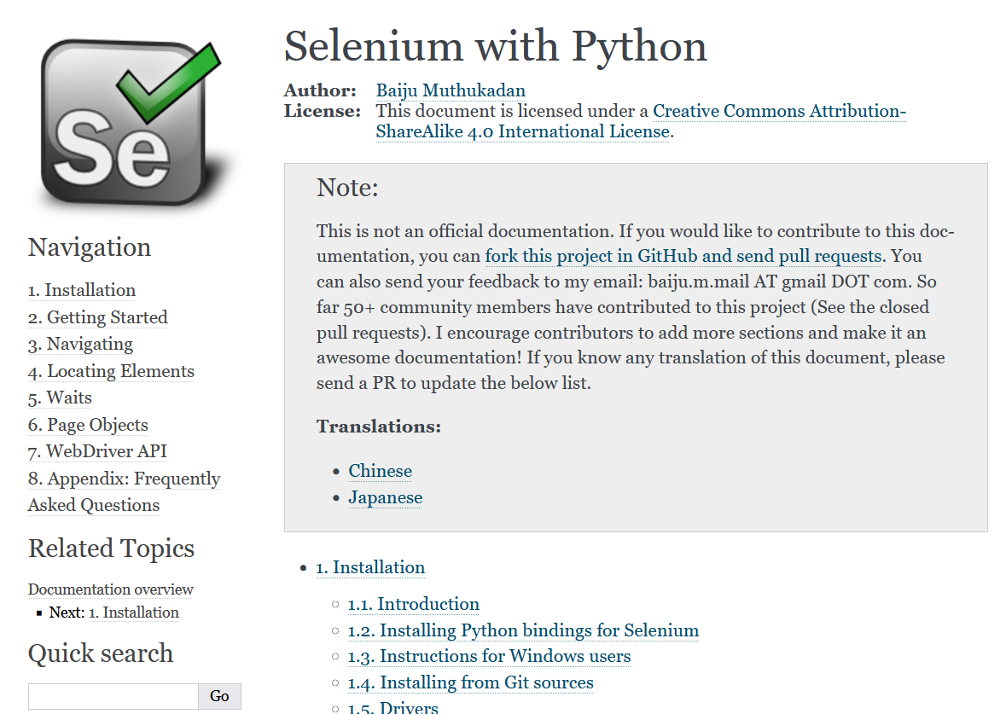 Se
Navigation
1. Installation
2. Getting Started
3. Navigating
4. Locating Elements
5. Waits
6. Page Objects
7. WebDriver API
8. Appendix: Frequently
Asked Questions
Related Topics
Documentation overview
Next: 1. Installation
Quick search
Go
Selenium with Python
Author: Baiju Muthukadan
License: This document is licensed under a Creative Commons Attribution-
ShareAlike 4.0 International License.
Note:
This is not an official documentation. If you would like to contribute to this doc-
umentation, you can fork this project in GitHub and send pull requests. You
can also send your feedback to my email: baiju.m.mail AT gmail DOT com. So
far 50+ community members have contributed to this project (See the closed
pull requests). I encourage contributors to add more sections and make it an
awesome documentation! If you know any translation of this document, please
send a PR to update the below list.
Translations:
Chinese
Japanese
1. Installation
1.1. Introduction
1.2. Installing Python bindings for Selenium
1.3. Instructions for Windows users
1.4. Installing from Git sources
1.5. Drivers